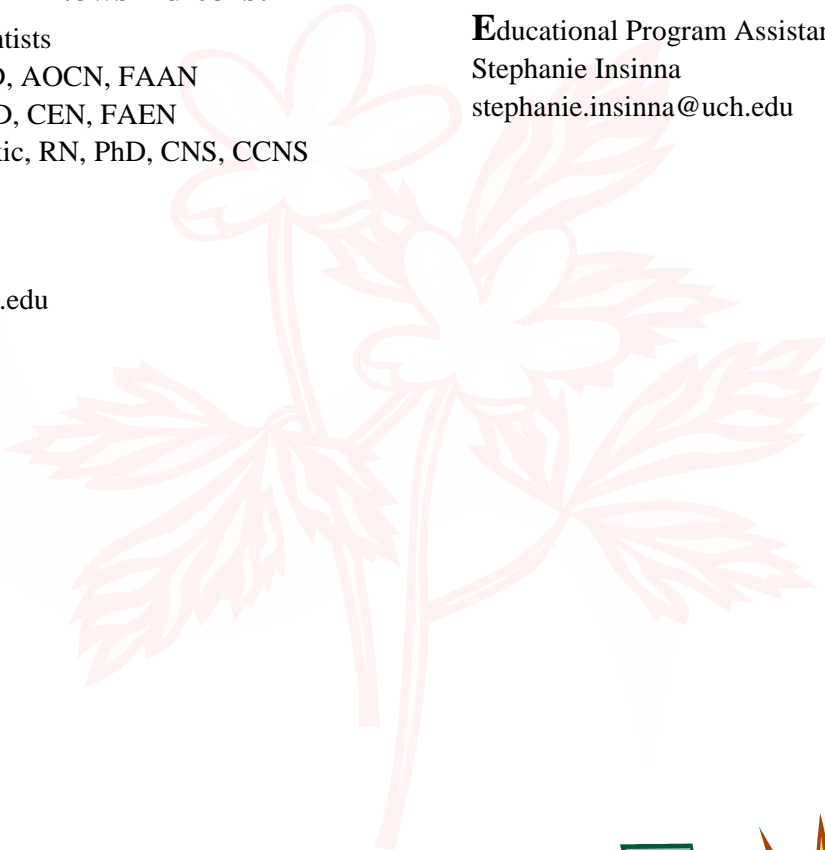 ntists
, AOCN, FAAN
, CEN, FAEN
kic, RN, PhD, CNS, CCNS
.edu
Educational Program Assistan
Stephanie Insinna
stephanie.insinna@uch.edu